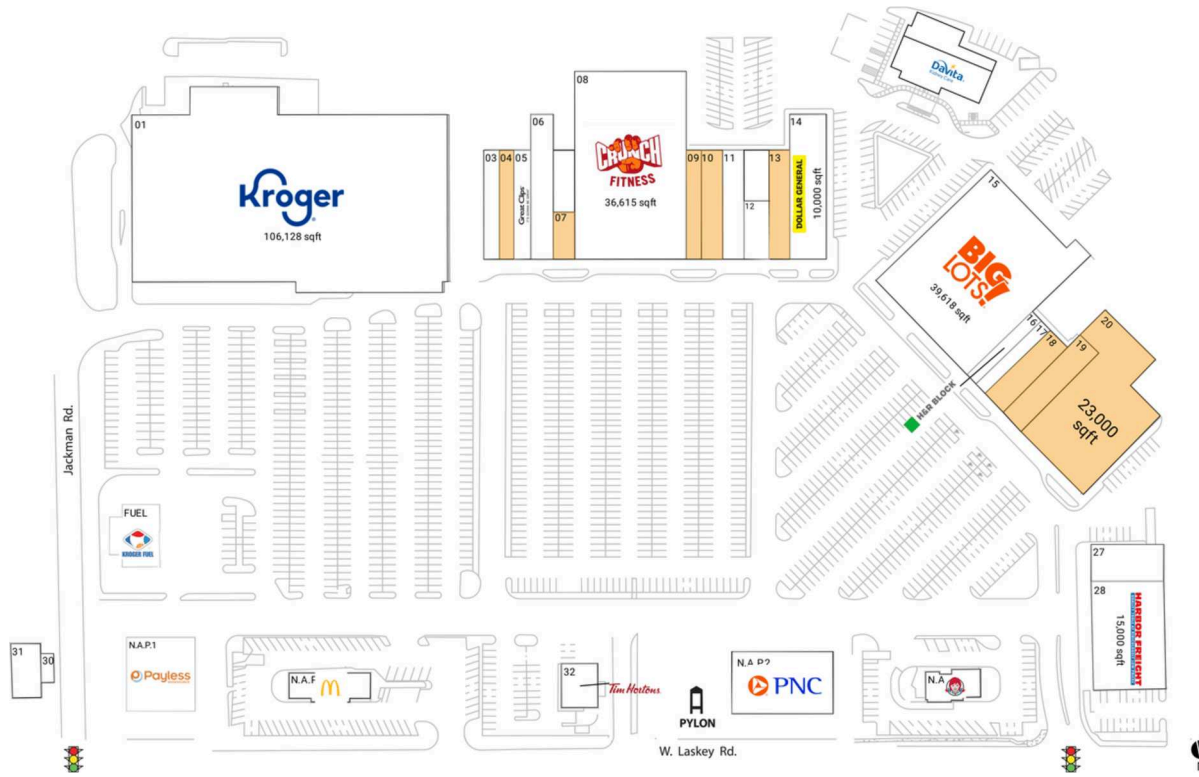 01
Kroger
106,128 sqft
03
04
05
Great Clips
06
07
08
CRUNCH
FITNESS
36,615 sqft
09
10
11
12
13
14
DOLLAR GENERAL
10,000 sqft
DaVita
Kidney Care
15
BIG
LOTS!
39,618 sqft
16
17
18
19
20
23,000
sqft
H&R BLOCK
Jackman Rd.
FUEL
KROGER FUEL
27
28
HARBOR FREIGHT
15,000 sqft
31
30
N.A.P.1
Payless
N.A.P
32
Tim Hortons
PYLON
N.A.P2
PNC
N.A
W. Laskey Rd.